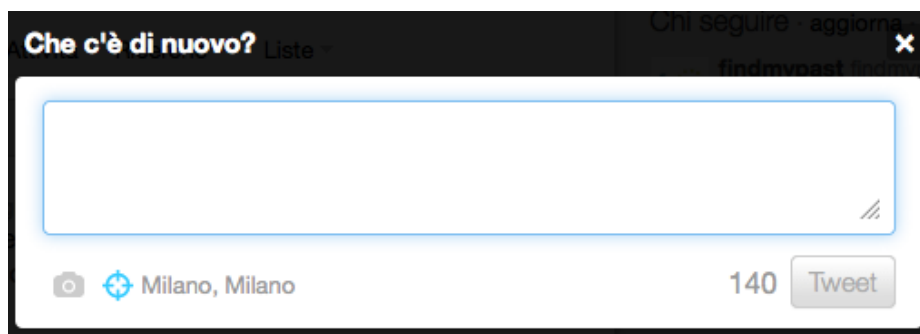 Chi seguire · aggiorna
Che c'è di nuovo?
Liste
findmypast
Milano, Milano
140
Tweet